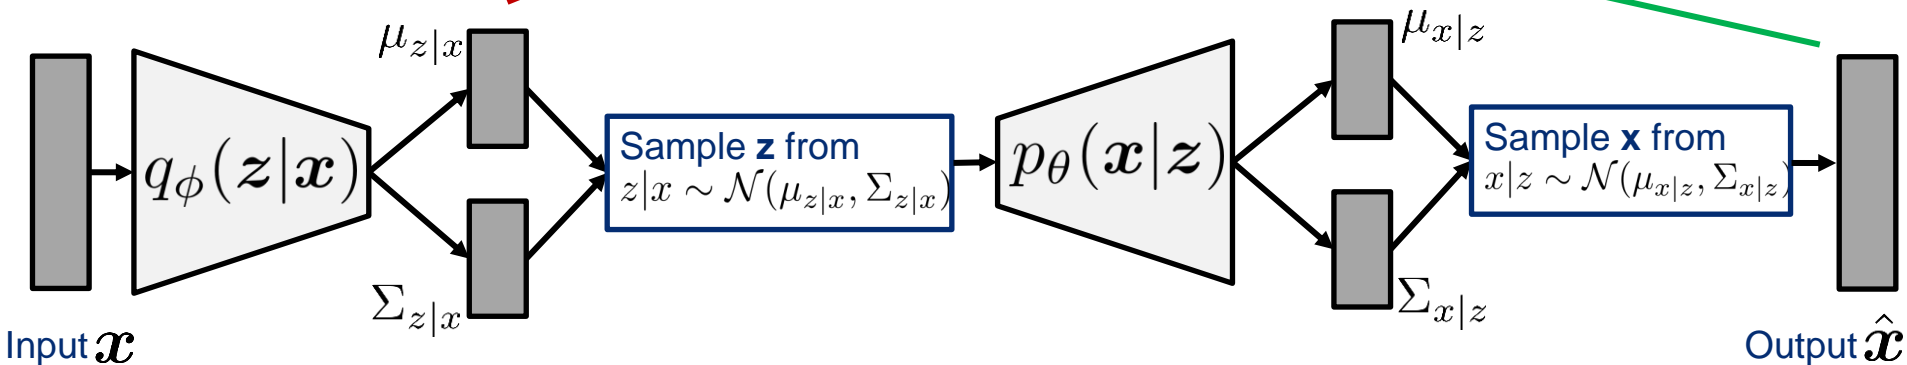 Input 𝒙
q_ϕ(𝒛|𝒙)
μ_{z|x}
Σ_{z|x}
Sample z from
z|x ∼ 𝒩(μ_{z|x}, Σ_{z|x})
p_θ(𝒙|𝒛)
μ_{x|z}
Σ_{x|z}
Sample x from
x|z ∼ 𝒩(μ_{x|z}, Σ_{x|z})
Output 𝒙̂